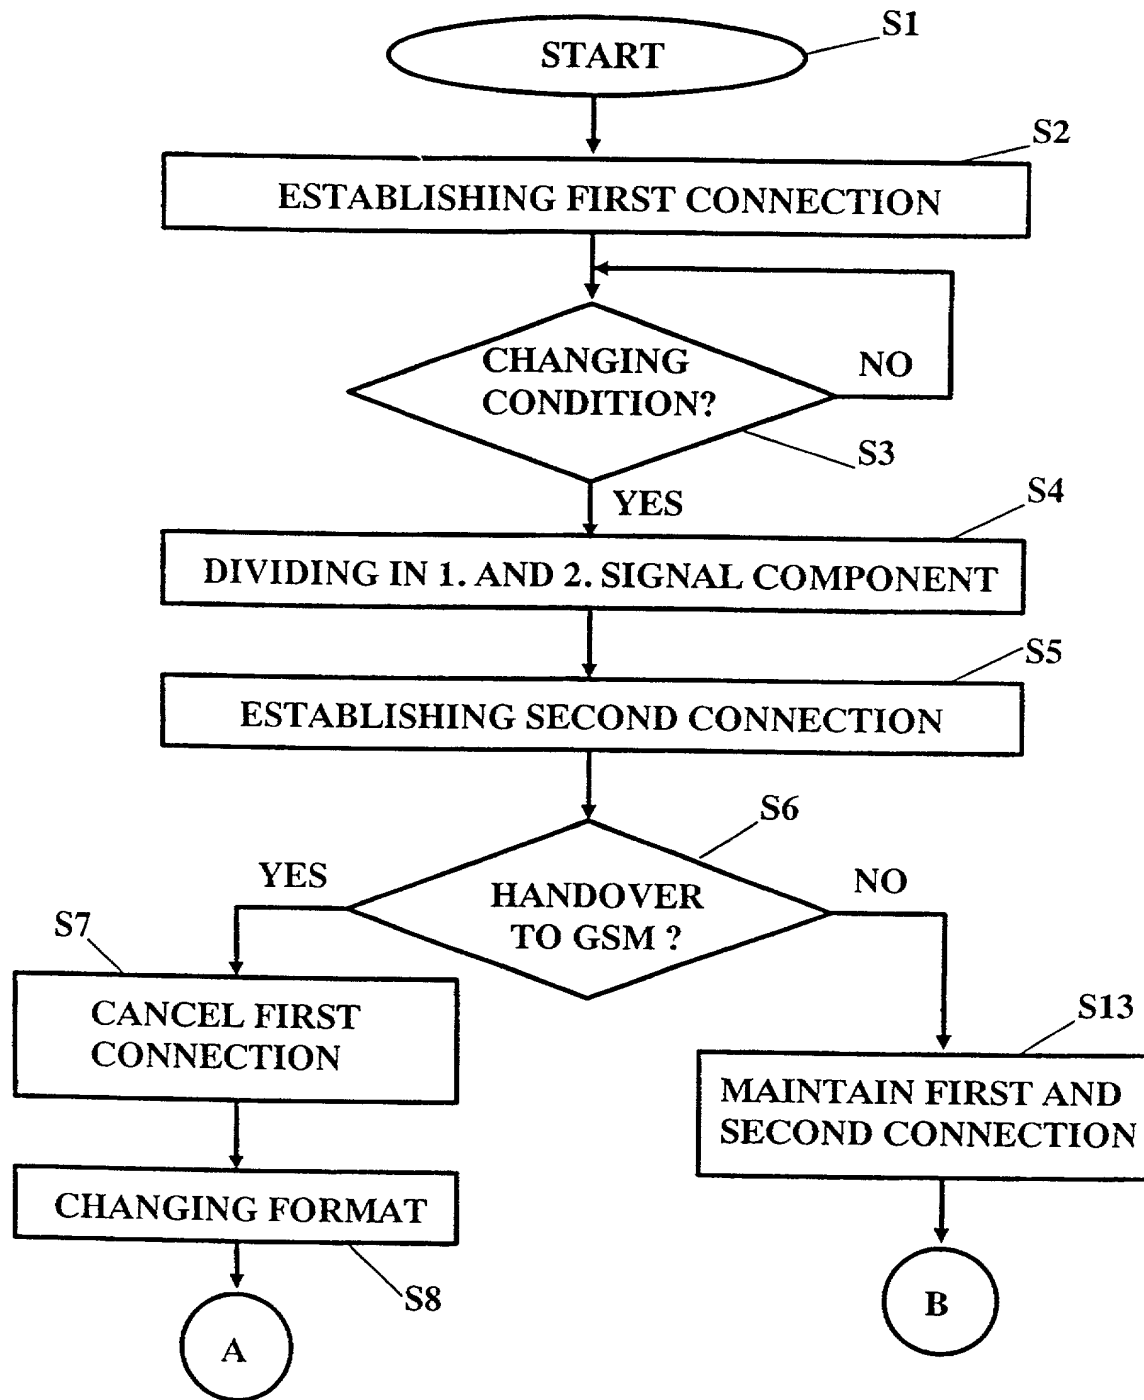 S1
START
S2
ESTABLISHING FIRST CONNECTION
CHANGING
CONDITION?
NO
S3
YES
S4
DIVIDING IN 1. AND 2. SIGNAL COMPONENT
S5
ESTABLISHING SECOND CONNECTION
S6
YES
NO
HANDOVER
TO GSM ?
S7
CANCEL FIRST
CONNECTION
S13
MAINTAIN FIRST AND
SECOND CONNECTION
CHANGING FORMAT
S8
A
B